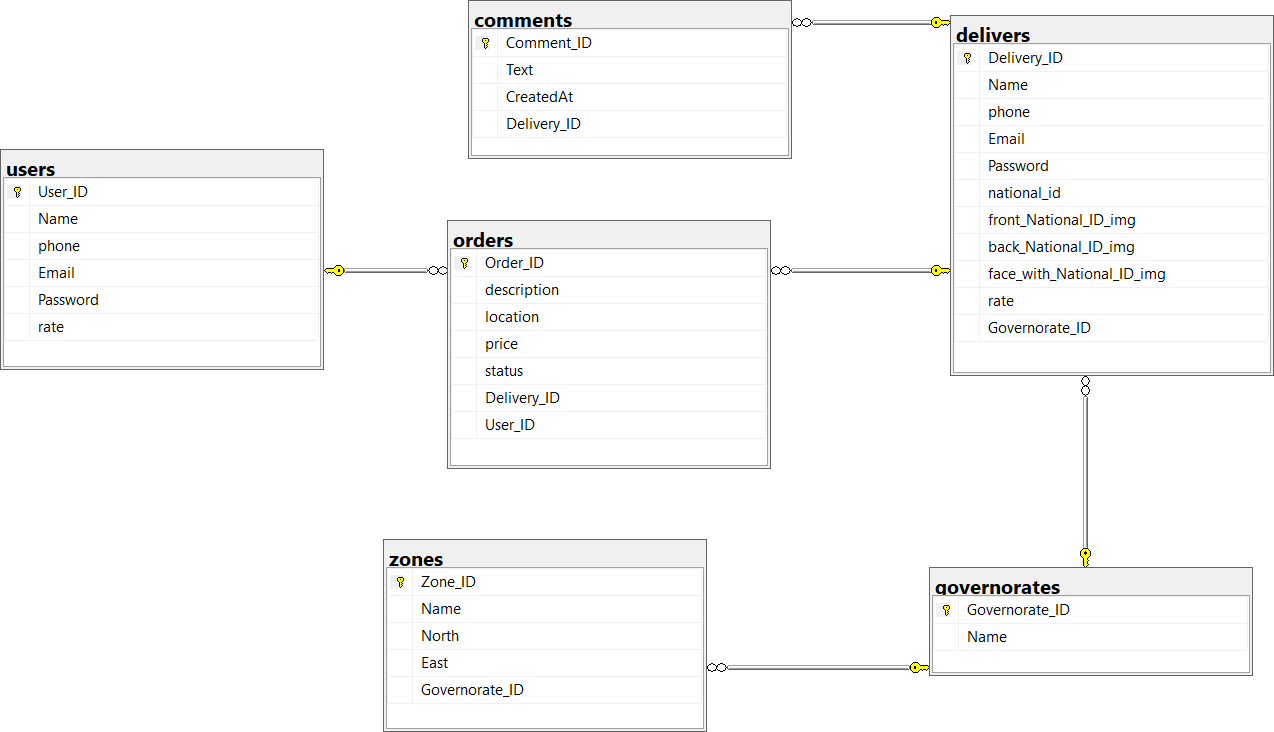 comments
Comment_ID
Text
CreatedAt
Delivery_ID
delivers
Delivery_ID
Name
phone
Email
Password
national_id
front_National_ID_img
back_National_ID_img
face_with_National_ID_img
rate
Governorate_ID
users
User_ID
Name
phone
Email
Password
rate
orders
Order_ID
description
location
price
status
Delivery_ID
User_ID
zones
Zone_ID
Name
North
East
Governorate_ID
governorates
Governorate_ID
Name